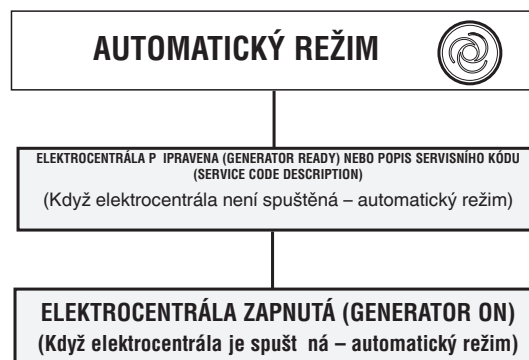 AUTOMATICKÝ REŽIM
ELEKTROCENTRÁLA P IPRAVENA (GENERATOR READY) NEBO POPIS SERVISNÍHO KÓDU
(SERVICE CODE DESCRIPTION)
(Když elektrocentrála není spuštěná – automatický režim)
ELEKTROCENTRÁLA ZAPNUTÁ (GENERATOR ON)
(Když elektrocentrála je spušt ná – automatický režim)